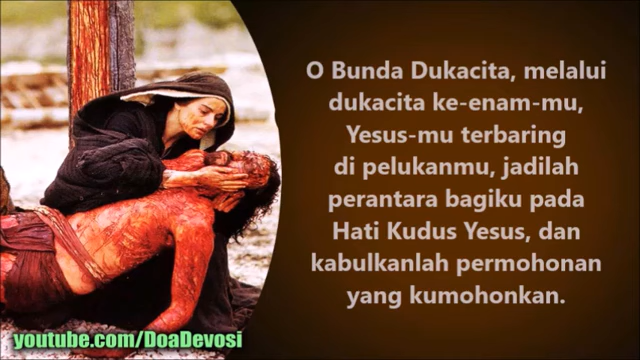 O Bunda Dukacita, melalui
dukacita ke-enam-mu,
Yesus-mu terbaring
di pelukanmu, jadilah
perantara bagiku pada
Hati Kudus Yesus, dan
kabulkanlah permohonan
yang kumohonkan.
youtube.com/DoaDevosi